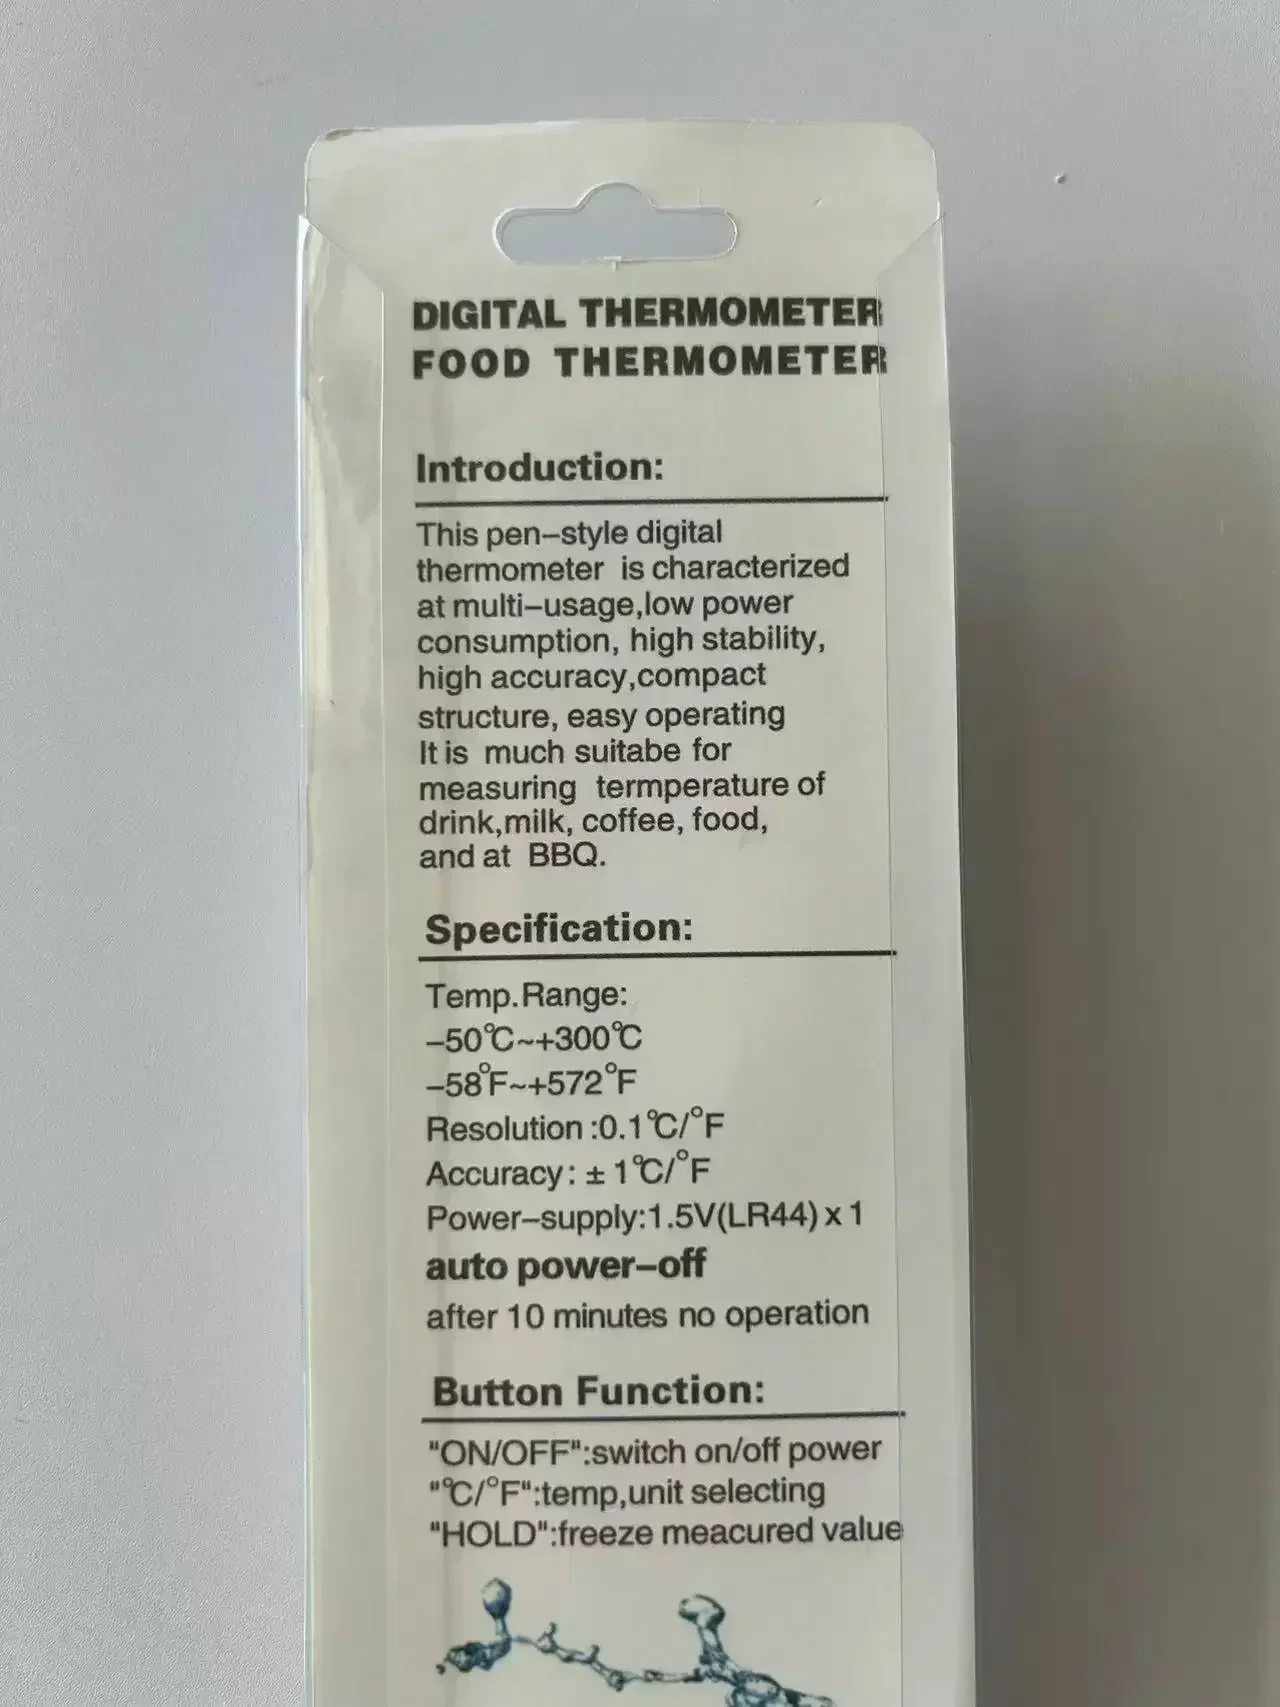 DIGITAL THERMOMETER
FOOD THERMOMETER
Introduction:
This pen-style digital
thermometer is characterized
at multi-usage,low power
consumption, high stability,
high accuracy,compact
structure, easy operating
It is much suitabe for
measuring termperature of
drink,milk, coffee, food,
and at BBQ.
Specification:
Temp.Range:
-50℃~+300℃
-58°F~+572°F
Resolution :0.1℃/°F
Accuracy: ± 1℃/°F
Power-supply:1.5V(LR44) x 1
auto power-off
after 10 minutes no operation
Button Function:
"ON/OFF":switch on/off power
"℃/°F":temp,unit selecting
"HOLD":freeze meacured value